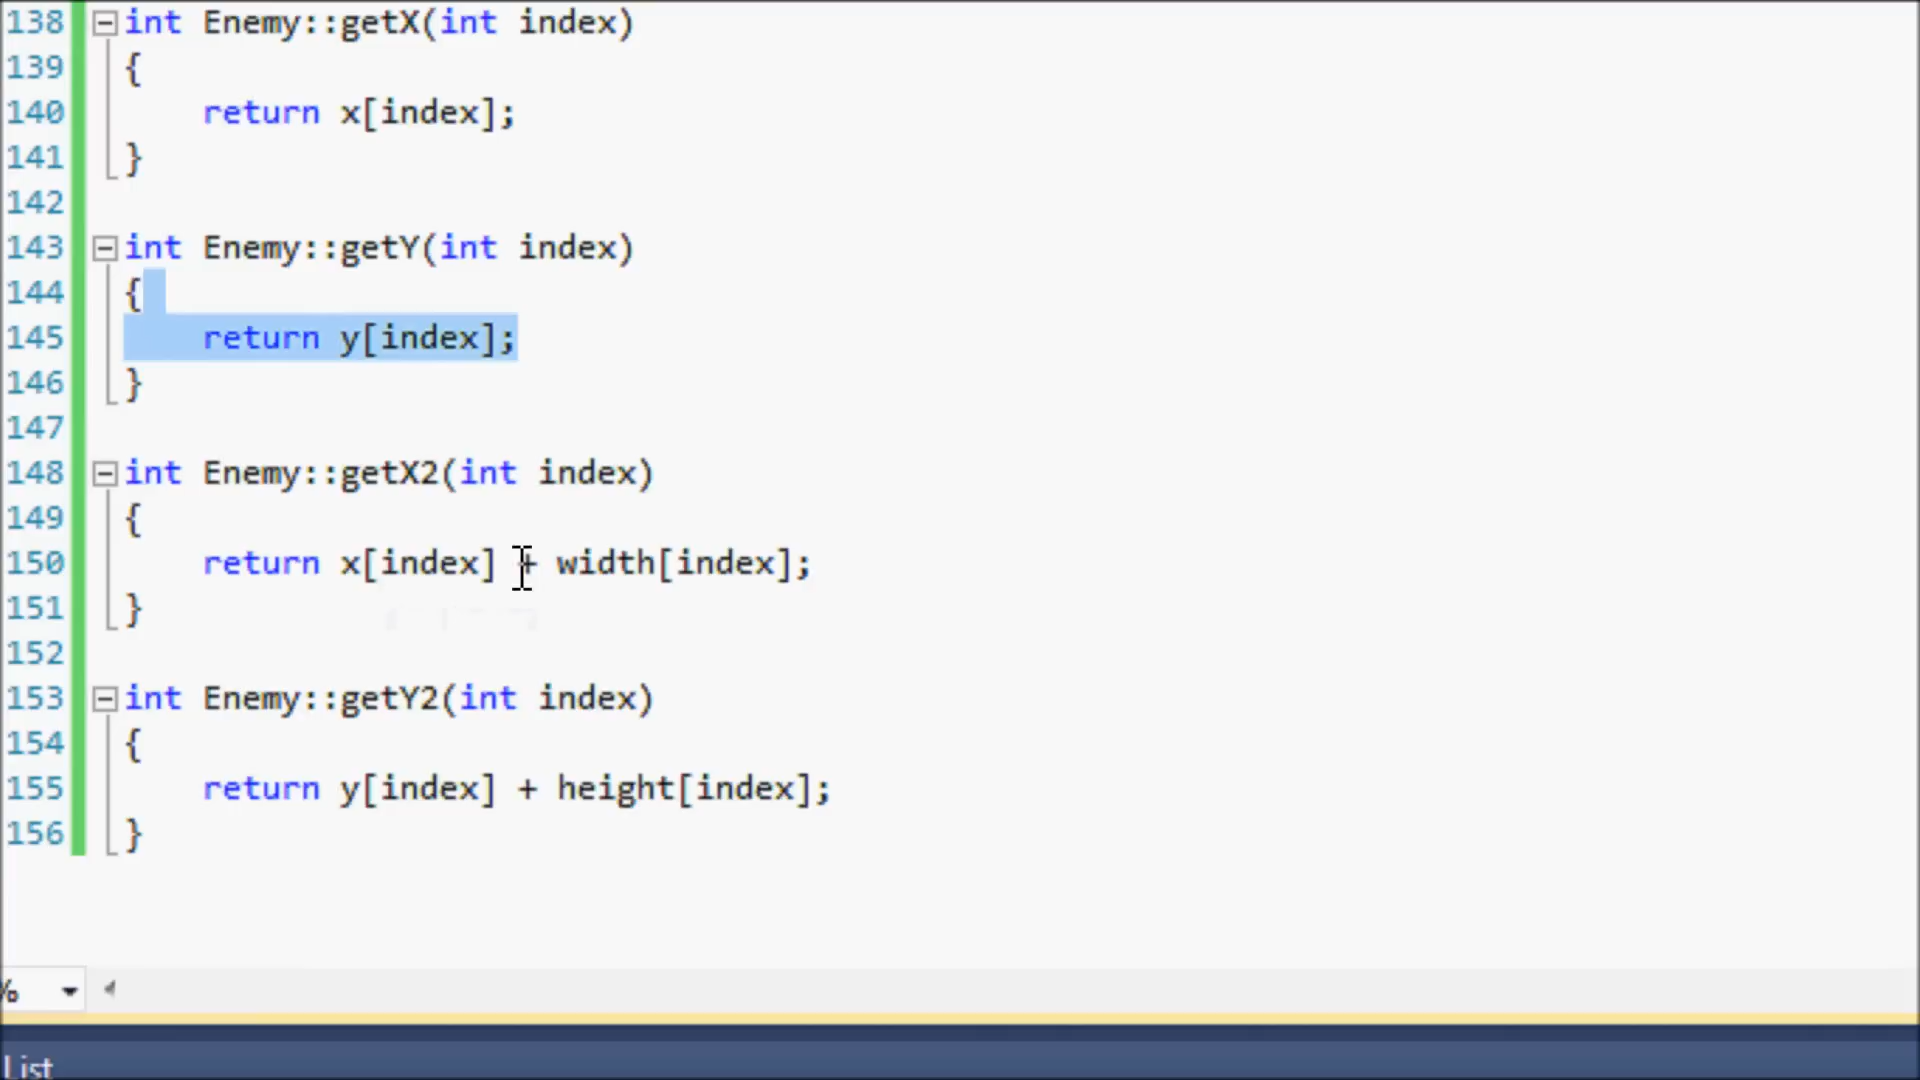 138 int Enemy::getX(int index)
139 {
140 return x[index];
141 }
142
143 int Enemy::getY(int index)
144 {
145 return y[index];
146 }
147
148 int Enemy::getX2(int index)
149 {
150 return x[index] + width[index];
151 }
152
153 int Enemy::getY2(int index)
154 {
155 return y[index] + height[index];
156 }
%
List